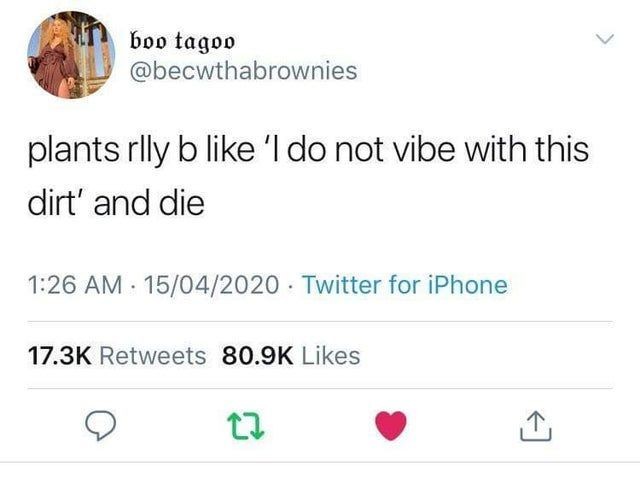 boo tagoo
@becwthabrownies
plants rlly b like ‘I do not vibe with this
dirt’ and die
1:26 AM · 15/04/2020 · Twitter for iPhone
17.3K Retweets 80.9K Likes